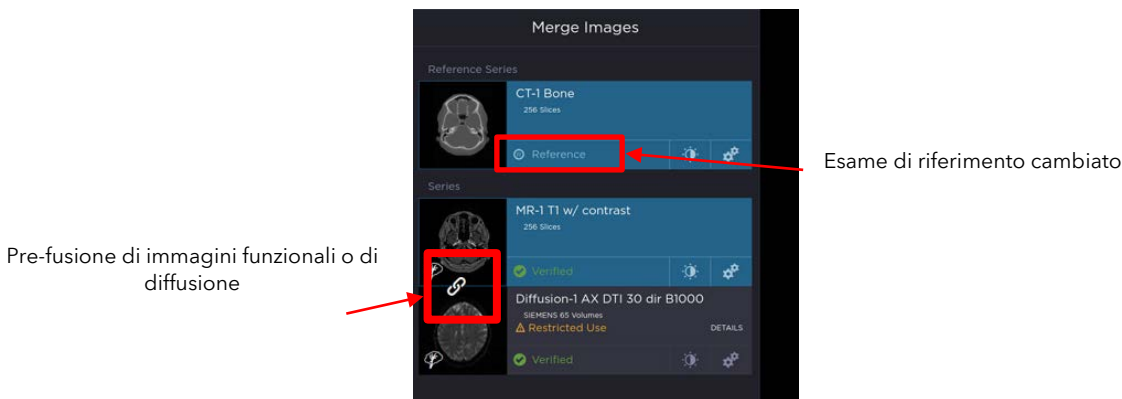 Merge Images
Reference Series
CT-1 Bone
256 Slices
Reference
Esame di riferimento cambiato
Series
MR-1 T1 w/ contrast
256 Slices
Verified
Pre-fusione di immagini funzionali o di
diffusione
Diffusion-1 AX DTI 30 dir B1000
SIEMENS 65 Volumes
Restricted Use
DETAILS
Verified